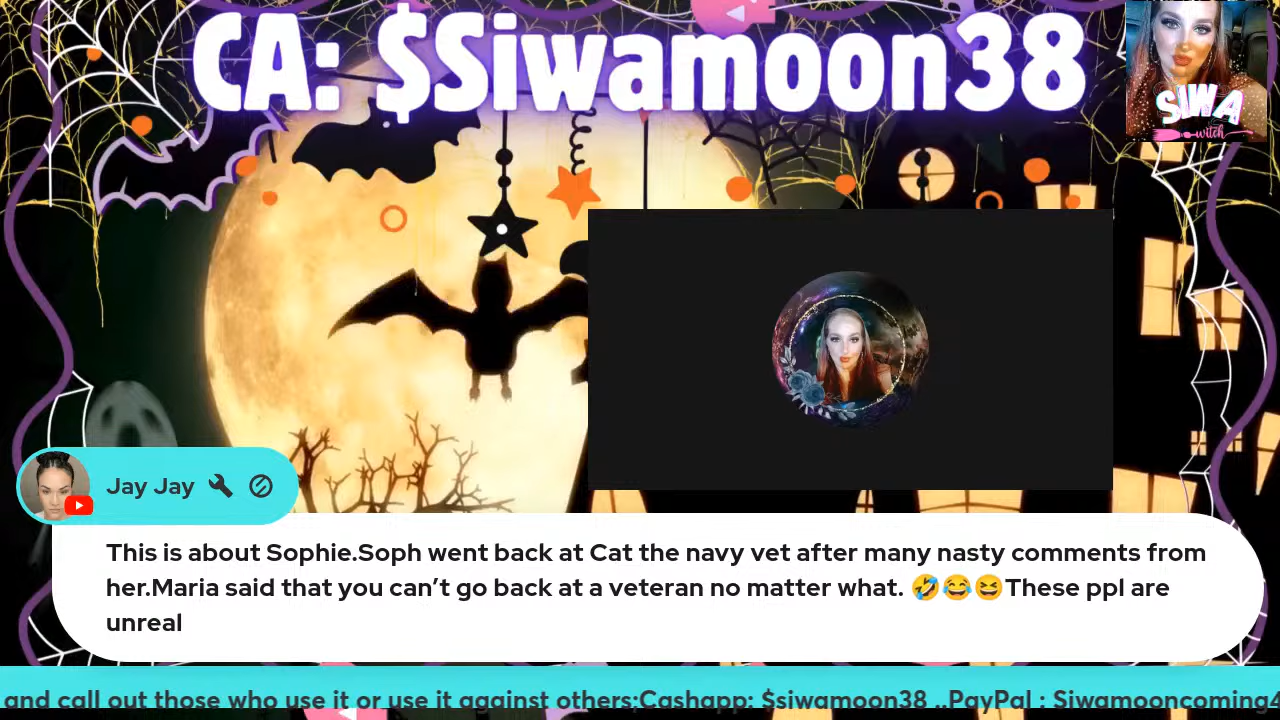 CA: $Siwamoon38
SIWA
witch
Jay Jay
This is about Sophie.Soph went back at Cat the navy vet after many nasty comments from
her.Maria said that you can’t go back at a veteran no matter what. 🤣😂😆These ppl are
unreal
and call out those who use it or use it against others;Cashapp: $siwamoon38 ..PayPal : Siwamooncoming